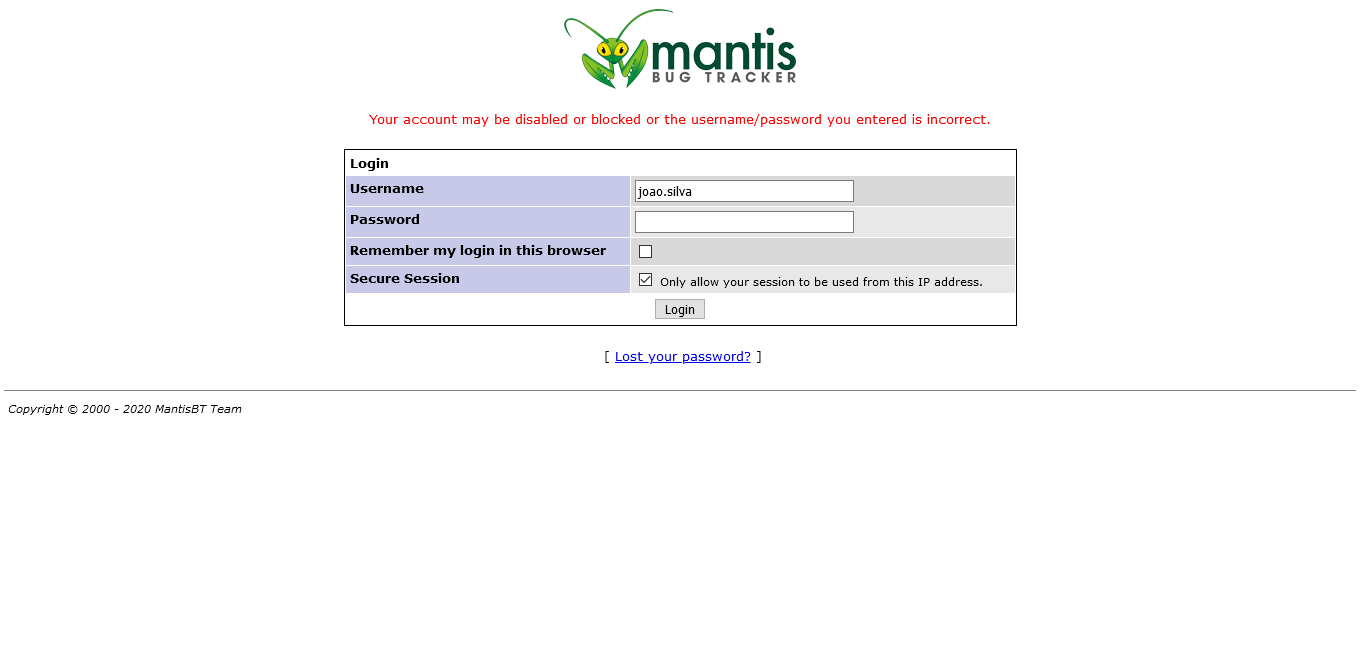 mantis
BUG TRACKER
Your account may be disabled or blocked or the username/password you entered is incorrect.
Login
Username joao.silva
Password
Remember my login in this browser
Secure Session Only allow your session to be used from this IP address.
Login
[ Lost your password? ]
Copyright © 2000 - 2020 MantisBT Team